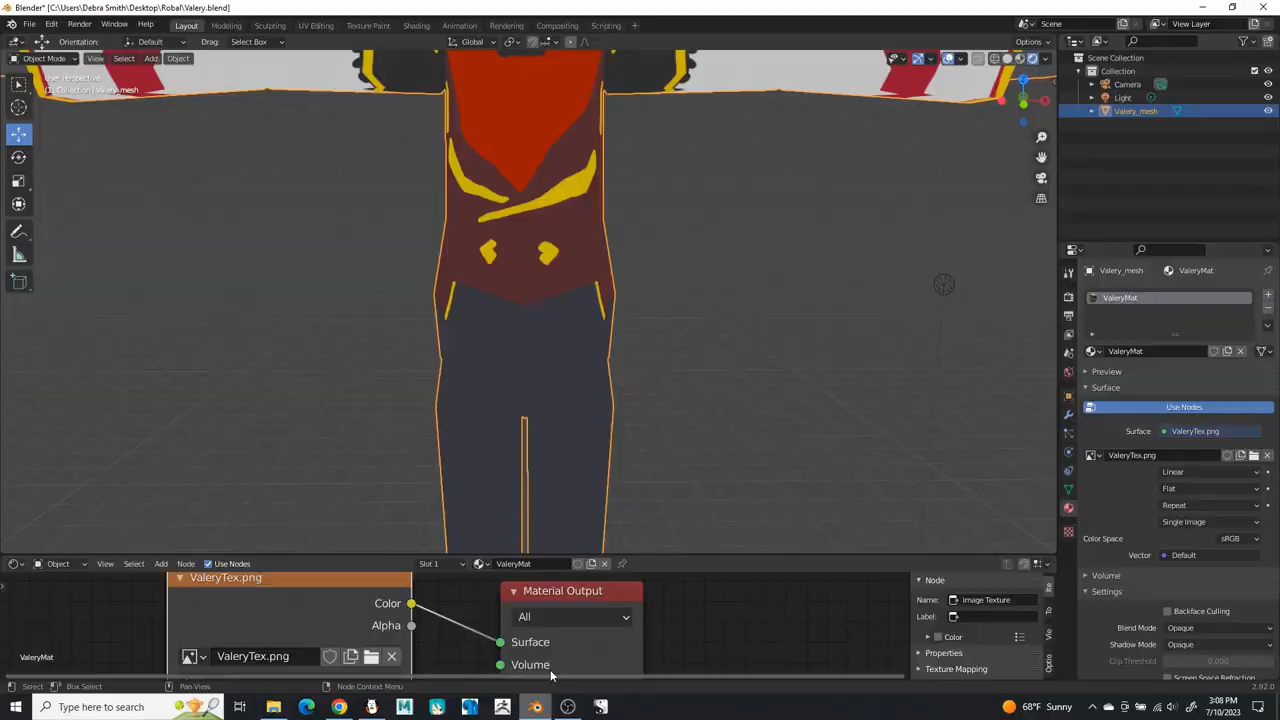 Blender* [C:\Users\Debra Smith\Desktop\Robal\Valery.blend]
File Edit Render Window Help Layout Modeling Sculpting UV Editing Texture Paint Shading Animation Rendering Compositing Scripting Scene View Layer
Orientation: Default Drag: Select Box Global Options
Object Mode View Select Add Object
User Perspective
(1) Collection | Valery_mesh
Scene Collection
Collection
Camera
Light
Valery_mesh
Valery_mesh ValeryMat
ValeryMat
ValeryMat
Preview
Surface
Use Nodes
Surface ValeryTex.png
ValeryTex.png
Linear
Flat
Repeat
Single Image
Color Space sRGB
Vector Default
Volume
Settings
Backface Culling
Blend Mode Opaque
Shadow Mode Opaque
Clip Threshold 0.000
Screen Space Refraction
Object View Select Add Node Use Nodes Slot 1 ValeryMat
ValeryTex.png
Color
Alpha
ValeryTex.png
Material Output
All
Surface
Volume
Node
Name: Image Texture
Label:
Color
Properties
Texture Mapping
ValeryMat
Select Box Select Pan View Node Context Menu 2.92.0
Type here to search
68°F Sunny
3:08 PM
7/10/2023